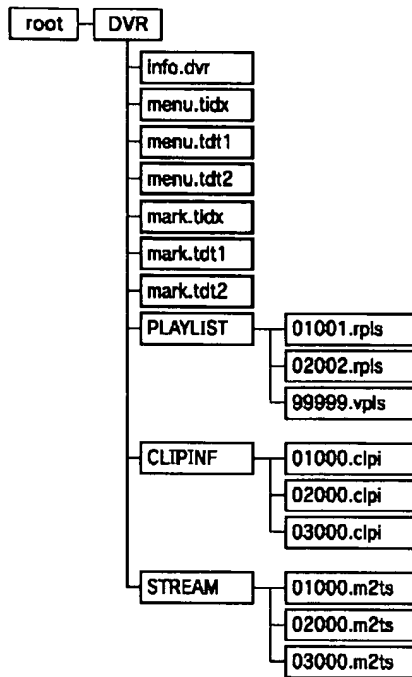 root DVR
info.dvr
menu.tidx
menu.tdt1
menu.tdt2
mark.tidx
mark.tdt1
mark.tdt2
PLAYLIST 01001.rpls
02002.rpls
99999.vpls
CLIPINF 01000.clpi
02000.clpi
03000.clpi
STREAM 01000.m2ts
02000.m2ts
03000.m2ts